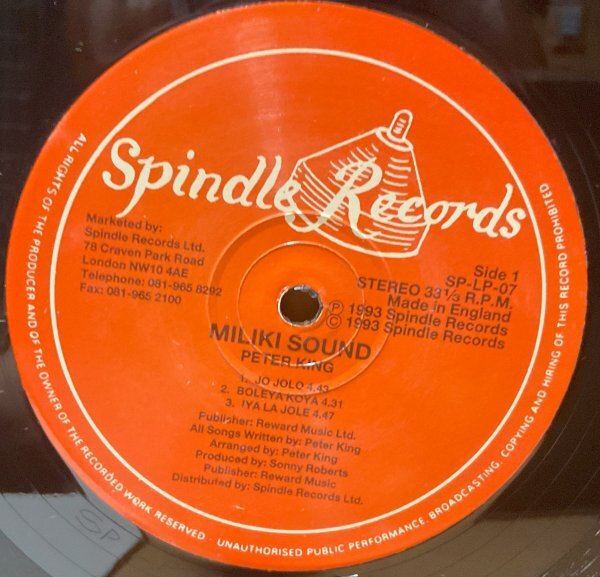 Spindle Records
Marketed by:
Spindle Records Ltd.
78 Craven Park Road
London NW10 4AE
Telephone: 081-965 8292
Fax: 081-965 2100
Side 1
SP-LP-07
STEREO 33⅓ R.P.M.
Made in England
Ⓟ 1993 Spindle Records
© 1993 Spindle Records
MILIKI SOUND
PETER KING
1. JO JOLO 4.43
2. BOLEYA KOYA 4.31
3. IYA LA JOLE 4.47
Publisher: Reward Music Ltd.
All Songs Written by: Peter King
Arranged by: Peter King
Produced by: Sonny Roberts
Publisher: Reward Music
Distributed by: Spindle Records Ltd.
ALL RIGHTS OF THE PRODUCER AND OF THE OWNER OF THE RECORDED WORK RESERVED · UNAUTHORISED PUBLIC PERFORMANCE, BROADCASTING, COPYING AND HIRING OF THIS RECORD PROHIBITED
SP